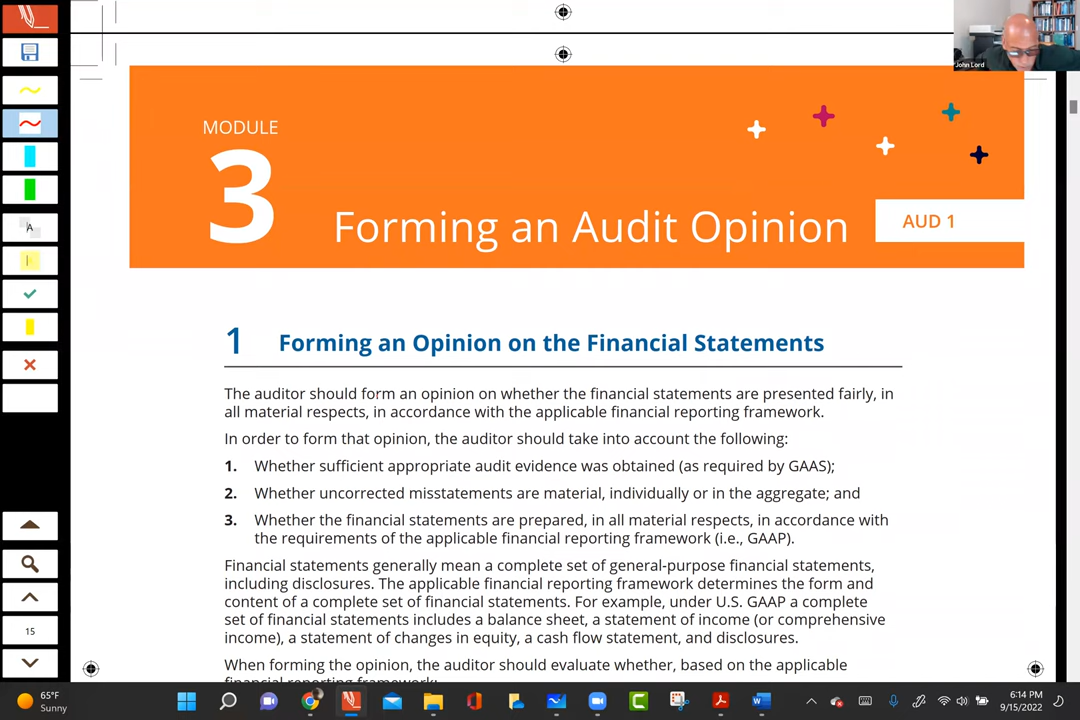 John Lord
MODULE
3
Forming an Audit Opinion
AUD 1
1 Forming an Opinion on the Financial Statements
The auditor should form an opinion on whether the financial statements are presented fairly, in
all material respects, in accordance with the applicable financial reporting framework.
In order to form that opinion, the auditor should take into account the following:
1. Whether sufficient appropriate audit evidence was obtained (as required by GAAS);
2. Whether uncorrected misstatements are material, individually or in the aggregate; and
3. Whether the financial statements are prepared, in all material respects, in accordance with
the requirements of the applicable financial reporting framework (i.e., GAAP).
Financial statements generally mean a complete set of general-purpose financial statements,
including disclosures. The applicable financial reporting framework determines the form and
content of a complete set of financial statements. For example, under U.S. GAAP a complete
set of financial statements includes a balance sheet, a statement of income (or comprehensive
income), a statement of changes in equity, a cash flow statement, and disclosures.
When forming the opinion, the auditor should evaluate whether, based on the applicable
financial reporting framework:
A
15
65°F
Sunny
6:14 PM
9/15/2022